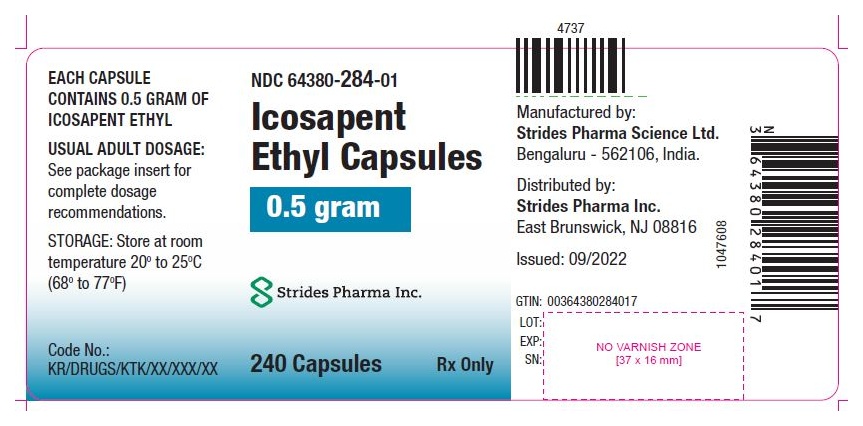 EACH CAPSULE
CONTAINS 0.5 GRAM OF
ICOSAPENT ETHYL
USUAL ADULT DOSAGE:
See package insert for
complete dosage
recommendations.
STORAGE: Store at room
temperature 20⁰ to 25⁰C
(68⁰ to 77⁰F)
Code No.:
KR/DRUGS/KTK/XX/XXX/XX
NDC 64380-284-01
Icosapent
Ethyl Capsules
0.5 gram
Strides Pharma Inc.
240 Capsules
Rx Only
4737
Manufactured by:
Strides Pharma Science Ltd.
Bengaluru - 562106, India.
Distributed by:
Strides Pharma Inc.
East Brunswick, NJ 08816
Issued: 09/2022
1047608
GTIN: 00364380284017
LOT:
EXP:
SN:
NO VARNISH ZONE
[37 x 16 mm]
N
3 64380 28401 7